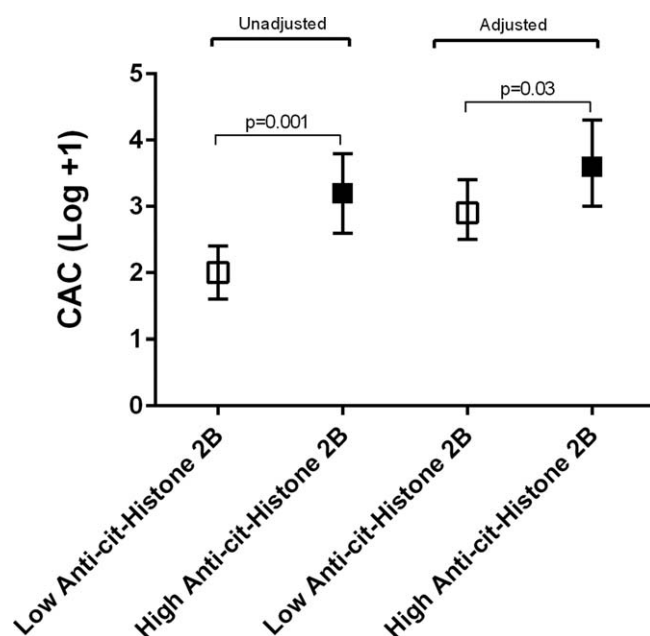 Unadjusted
Adjusted
p=0.001
p=0.03
CAC (Log +1)
5
4
3
2
1
0
Low Anti-cit-Histone 2B
High Anti-cit-Histone 2B
Low Anti-cit-Histone 2B
High Anti-cit-Histone 2B